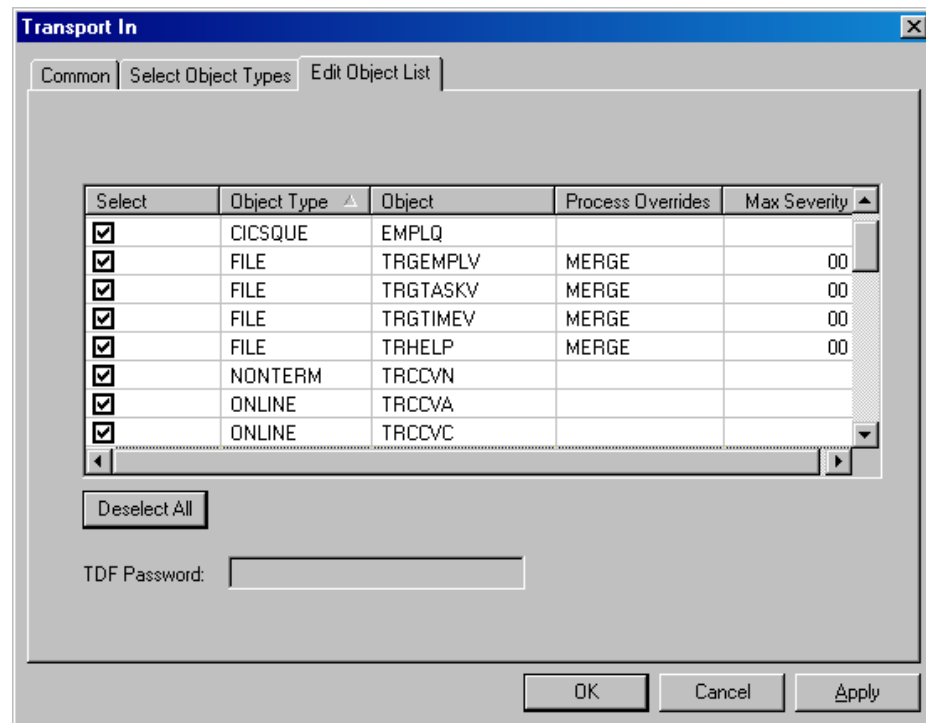 Transport In
Common Select Object Types Edit Object List
Select Object Type Object Process Overrides Max Severity
CICSQUE EMPLQ
FILE TRGEMPLV MERGE 00
FILE TRGTASKV MERGE 00
FILE TRGTIMEV MERGE 00
FILE TRHELP MERGE 00
NONTERM TRCCVN
ONLINE TRCCVA
ONLINE TRCCVC
Deselect All
TDF Password:
OK Cancel Apply